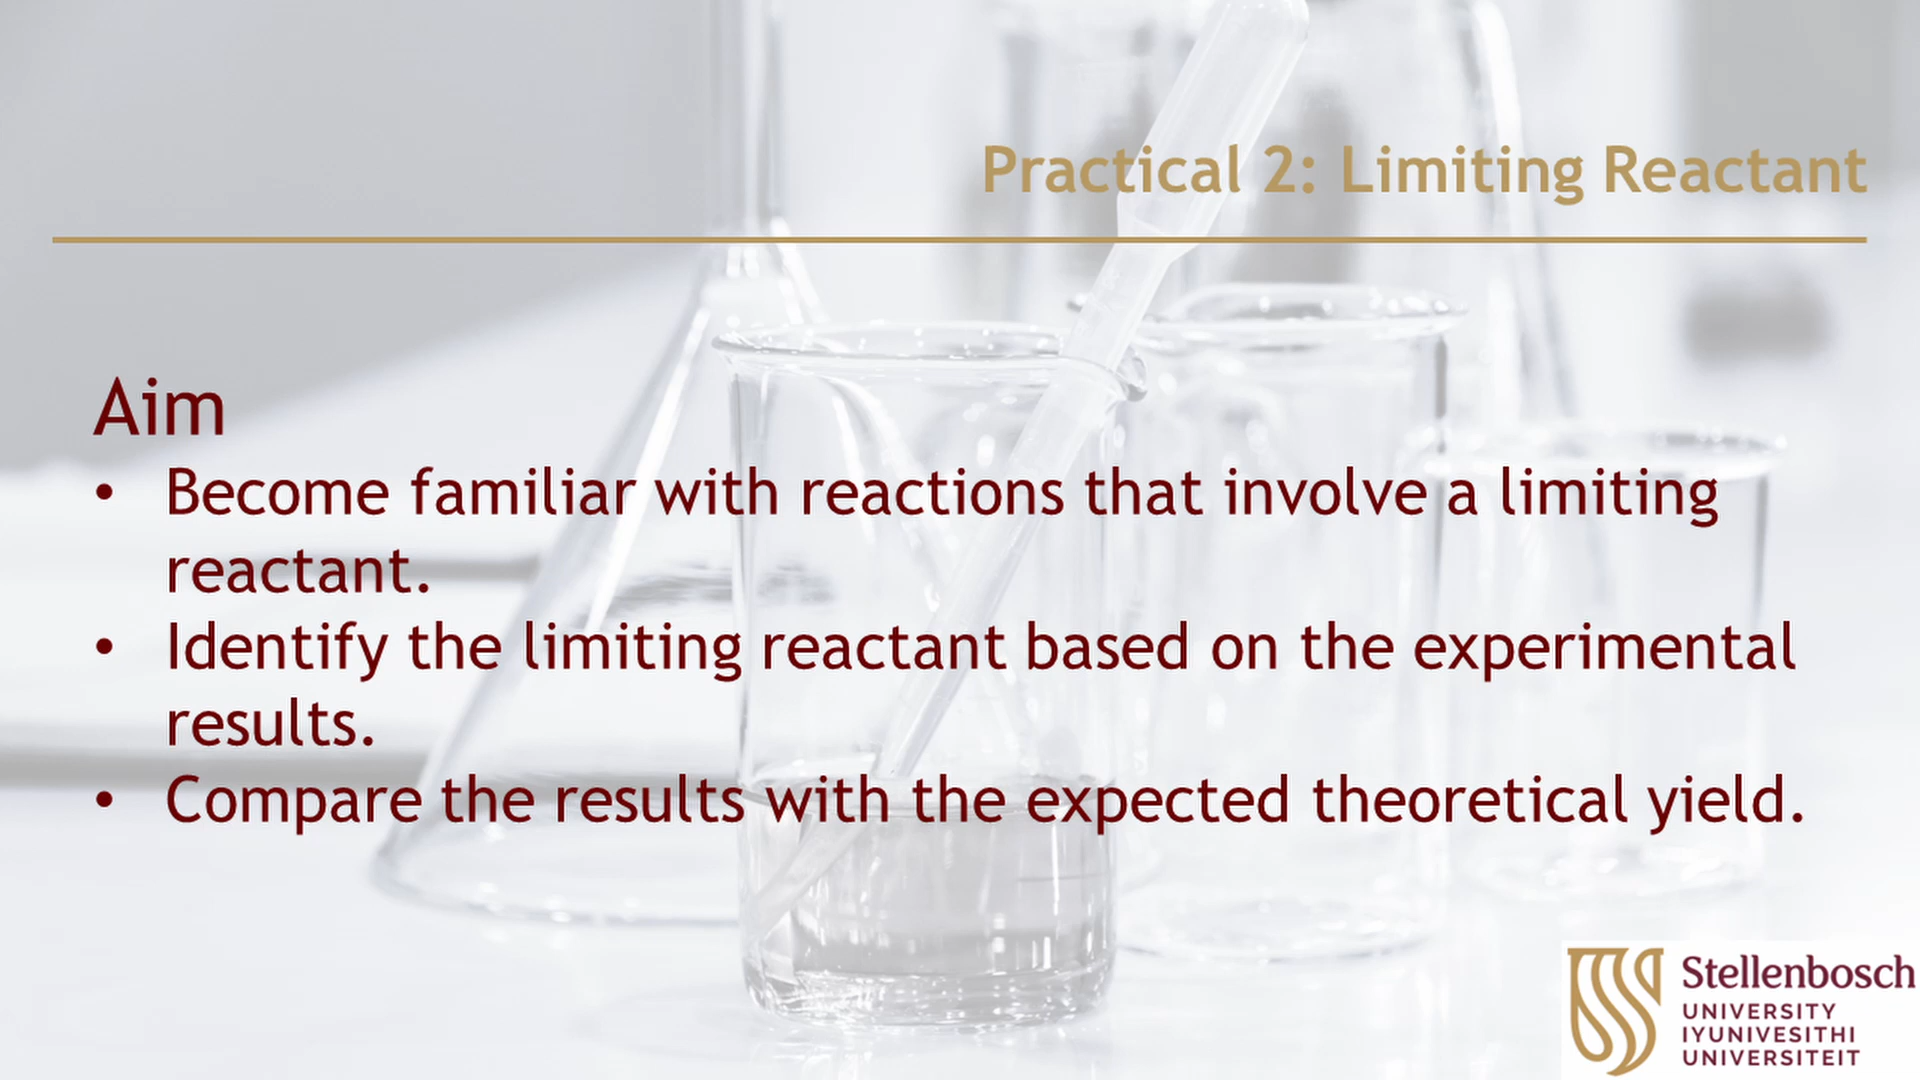 Practical 2: Limiting Reactant
Aim
• Become familiar with reactions that involve a limiting
reactant.
• Identify the limiting reactant based on the experimental
results.
• Compare the results with the expected theoretical yield.
Stellenbosch
UNIVERSITY
IYUNIVESITHI
UNIVERSITEIT